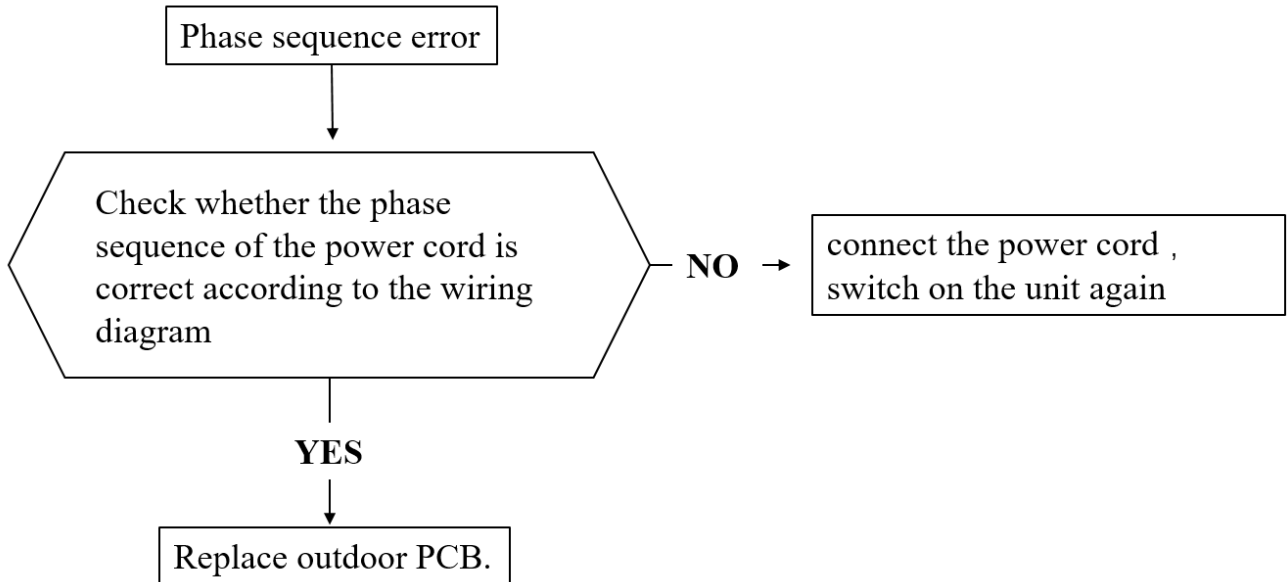 Phase sequence error
Check whether the phase
sequence of the power cord is
correct according to the wiring
diagram
NO
connect the power cord ,
switch on the unit again
YES
Replace outdoor PCB.